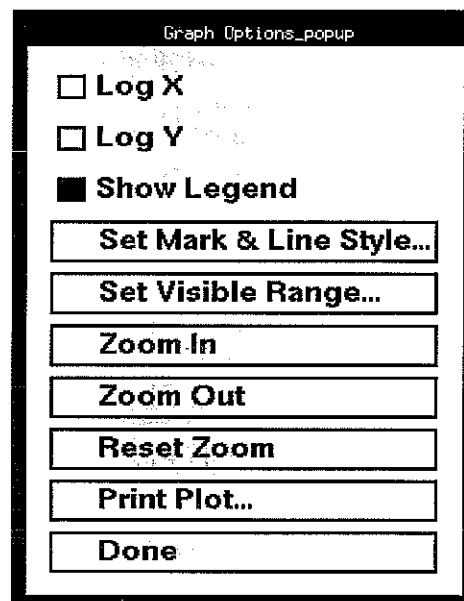 Graph Options_popup
Log X
Log Y
Show Legend
Set Mark & Line Style...
Set Visible Range...
Zoom In
Zoom Out
Reset Zoom
Print Plot...
Done